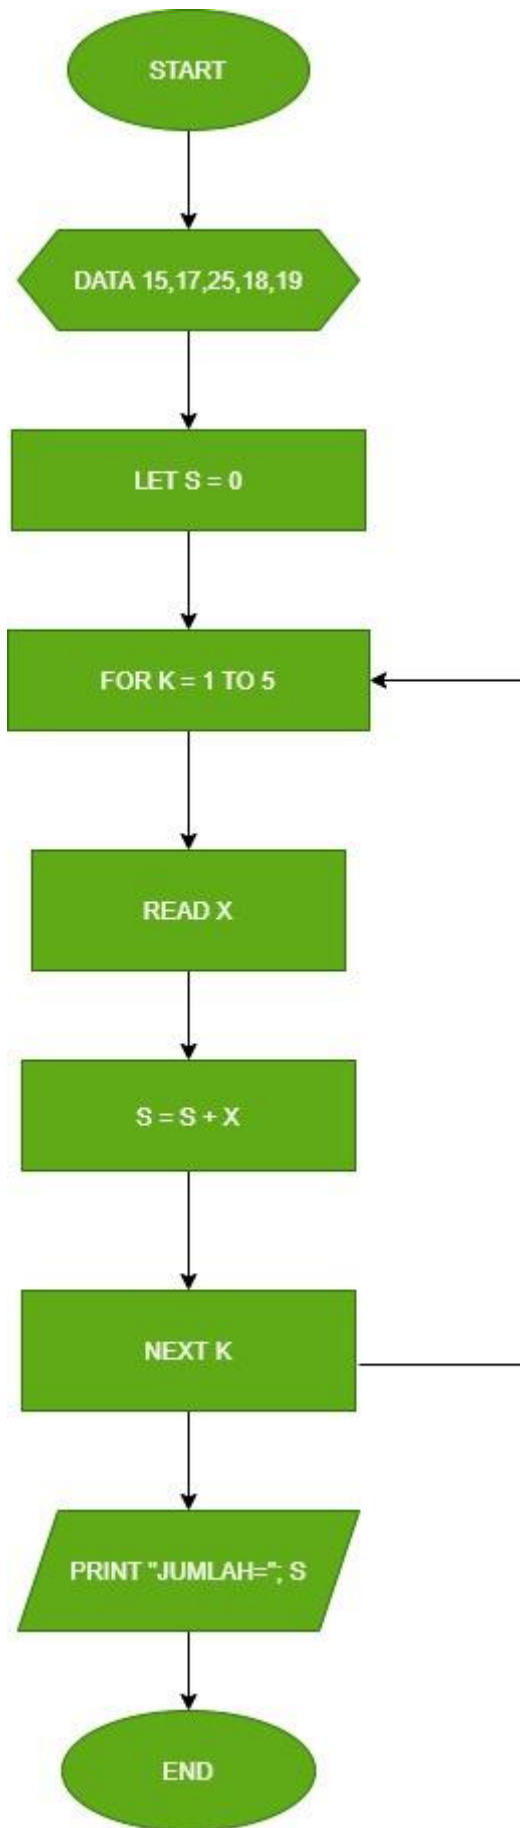 START
DATA 15,17,25,18,19
LET S = 0
FOR K = 1 TO 5
READ X
S = S + X
NEXT K
PRINT "JUMLAH="; S
END